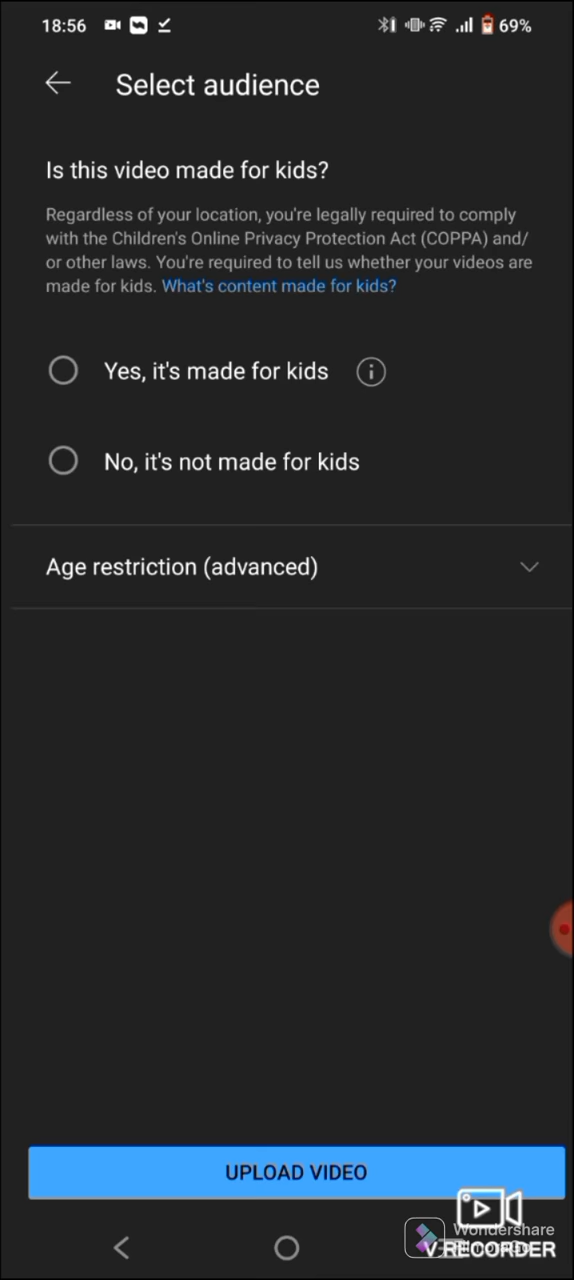 18:56 69%
Select audience
Is this video made for kids?
Regardless of your location, you're legally required to comply
with the Children's Online Privacy Protection Act (COPPA) and/
or other laws. You're required to tell us whether your videos are
made for kids. What's content made for kids?
Yes, it's made for kids
No, it's not made for kids
Age restriction (advanced)
UPLOAD VIDEO
Wondershare
V RECORDER